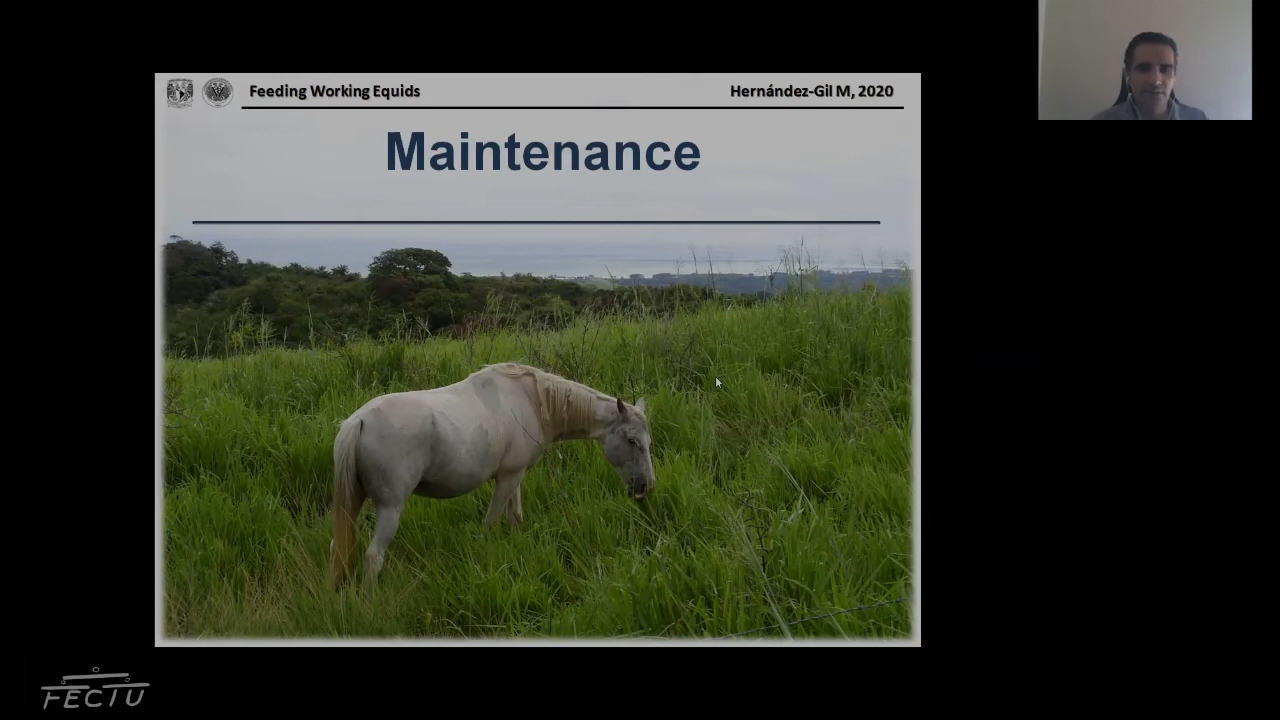 Feeding Working Equids
Hernández-Gil M, 2020
Maintenance
FECTU